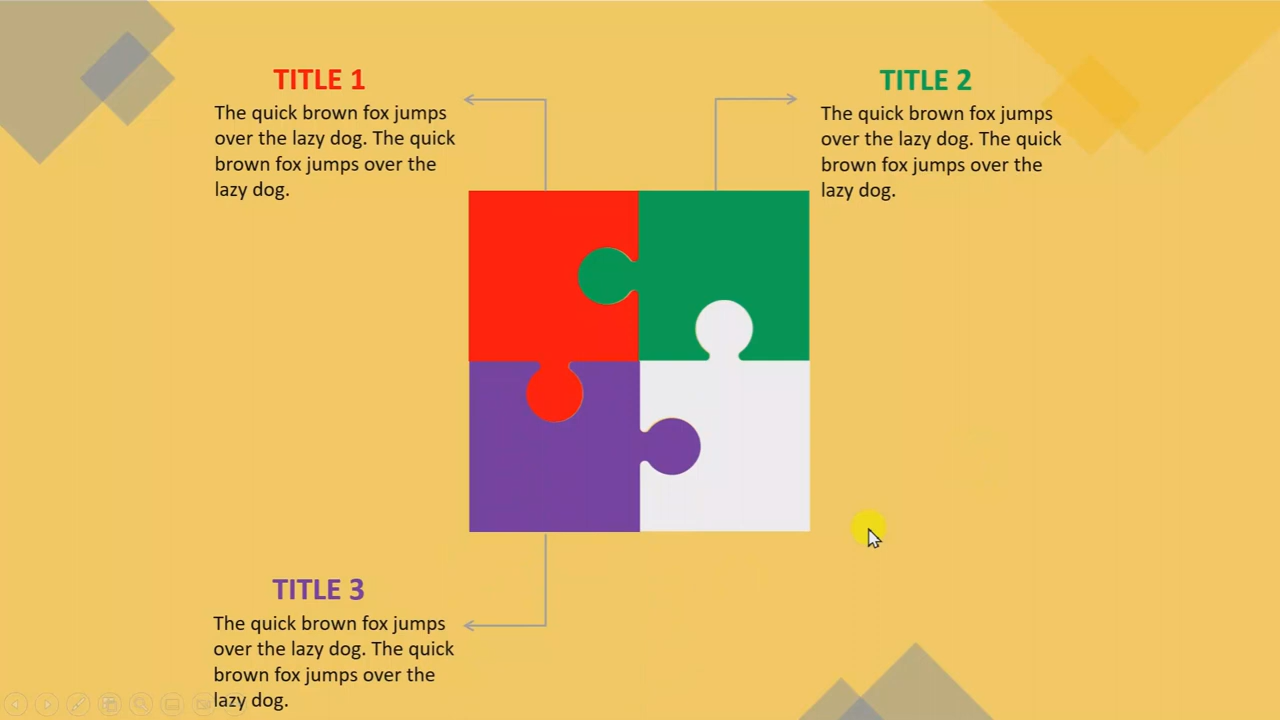 TITLE 1
The quick brown fox jumps
over the lazy dog. The quick
brown fox jumps over the
lazy dog.
TITLE 2
The quick brown fox jumps
over the lazy dog. The quick
brown fox jumps over the
lazy dog.
TITLE 3
The quick brown fox jumps
over the lazy dog. The quick
brown fox jumps over the
lazy dog.